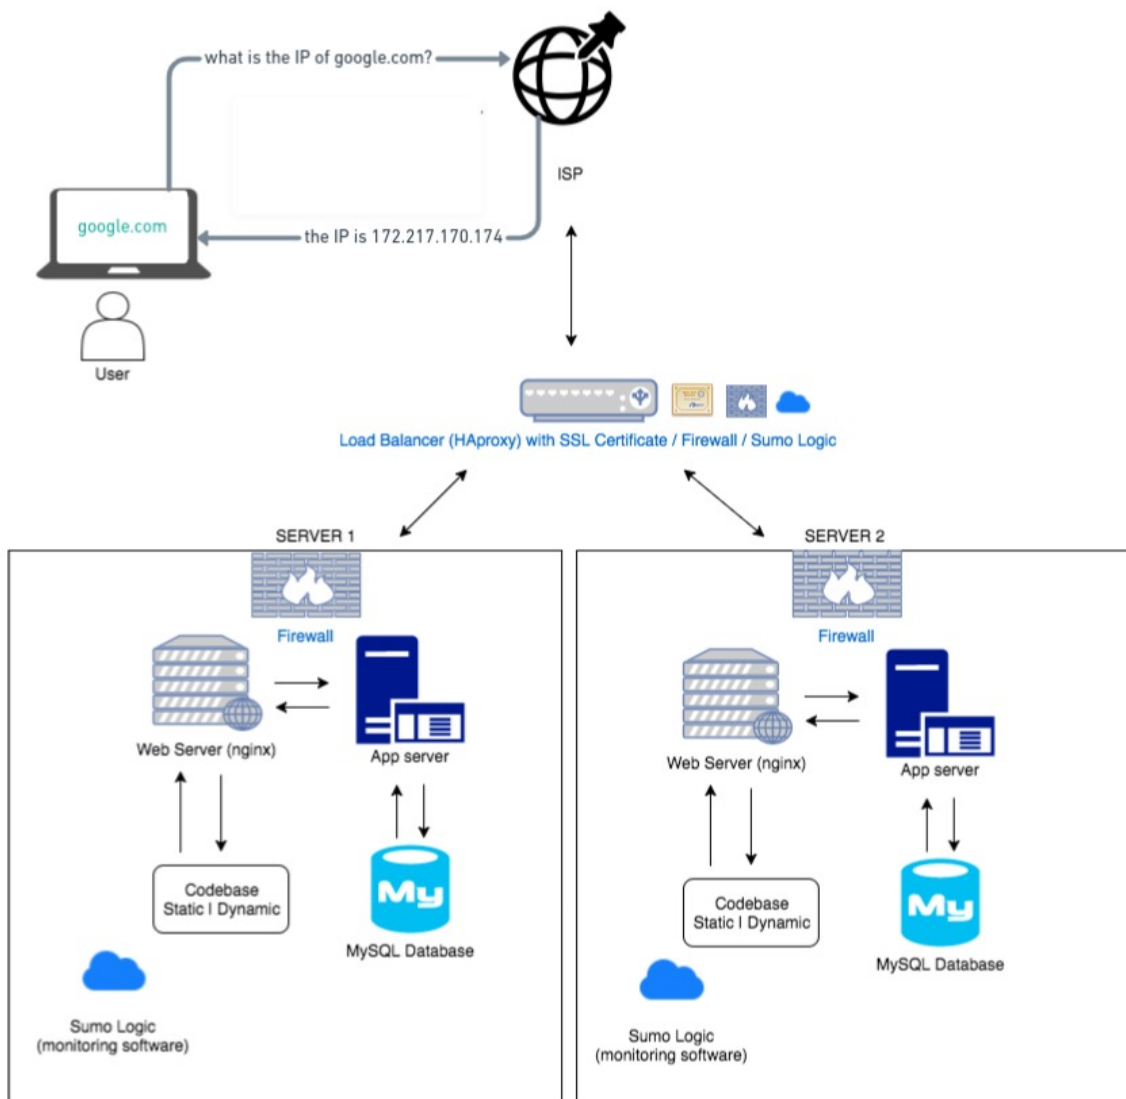 what is the IP of google.com?
ISP
google.com
the IP is 172.217.170.174
User
Load Balancer (HAproxy) with SSL Certificate / Firewall / Sumo Logic
SERVER 1
Firewall
Web Server (nginx)
App server
Codebase
Static | Dynamic
My
MySQL Database
Sumo Logic
(monitoring software)
SERVER 2
Firewall
Web Server (nginx)
App server
Codebase
Static | Dynamic
My
MySQL Database
Sumo Logic
(monitoring software)